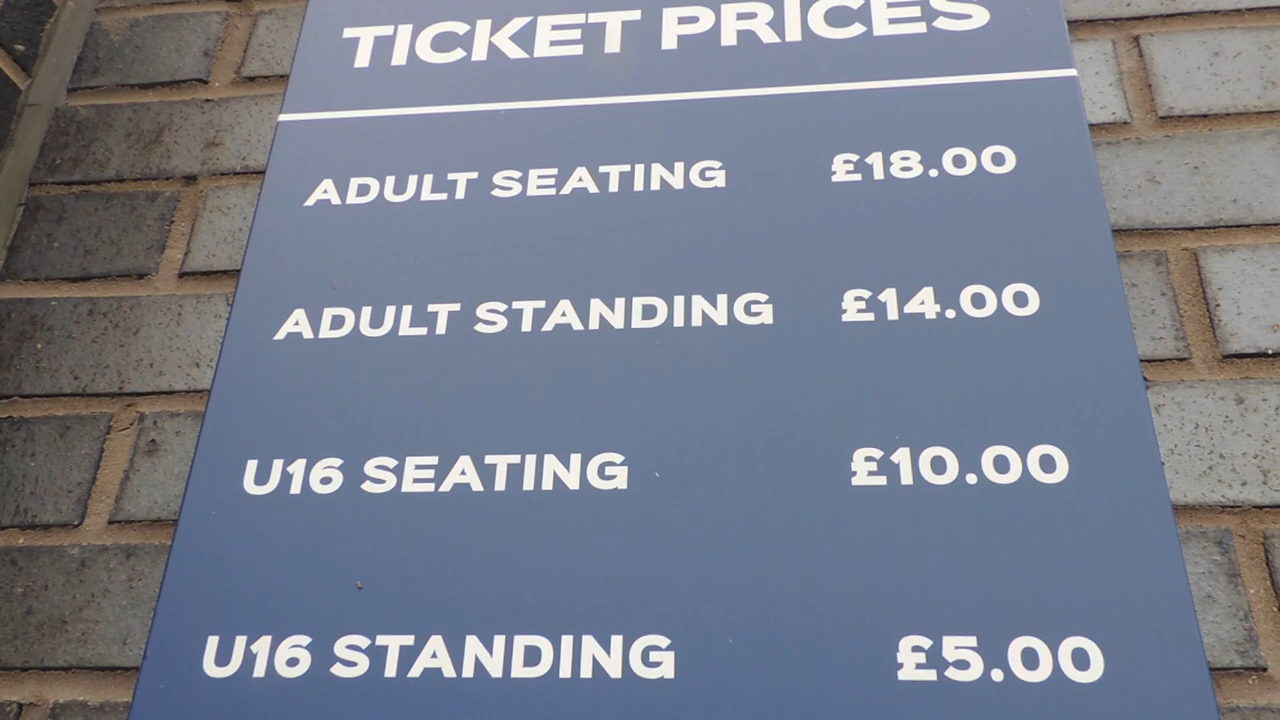 TICKET PRICES
ADULT SEATING £18.00
ADULT STANDING £14.00
U16 SEATING £10.00
U16 STANDING £5.00